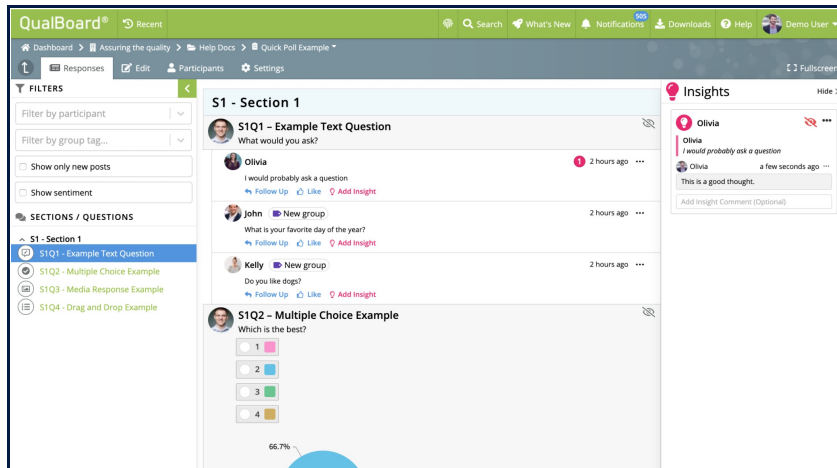 QualBoard® Recent Search What's New Notifications 505 Downloads Help Demo User
Dashboard > Assuring the quality > Help Docs > Quick Poll Example
Responses Edit Participants Settings Fullscreen
FILTERS
Filter by participant
Filter by group tag...
Show only new posts
Show sentiment
SECTIONS / QUESTIONS
S1 - Section 1
S1Q1 - Example Text Question
S1Q2 - Multiple Choice Example
S1Q3 - Media Response Example
S1Q4 - Drag and Drop Example
S1 - Section 1
S1Q1 – Example Text Question
What would you ask?
Olivia 1 2 hours ago
I would probably ask a question
Follow Up Like Add Insight
John New group 2 hours ago
What is your favorite day of the year?
Follow Up Like Add Insight
Kelly New group 2 hours ago
Do you like dogs?
Follow Up Like Add Insight
S1Q2 – Multiple Choice Example
Which is the best?
1
2
3
4
66.7%
Insights Hide
Olivia
Olivia
I would probably ask a question
Olivia a few seconds ago
This is a good thought.
Add Insight Comment (Optional)